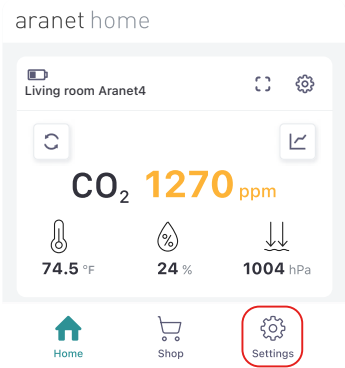 aranet home
Living room Aranet4
CO2 1270 ppm
74.5 °F 24 % 1004 hPa
Home Shop Settings